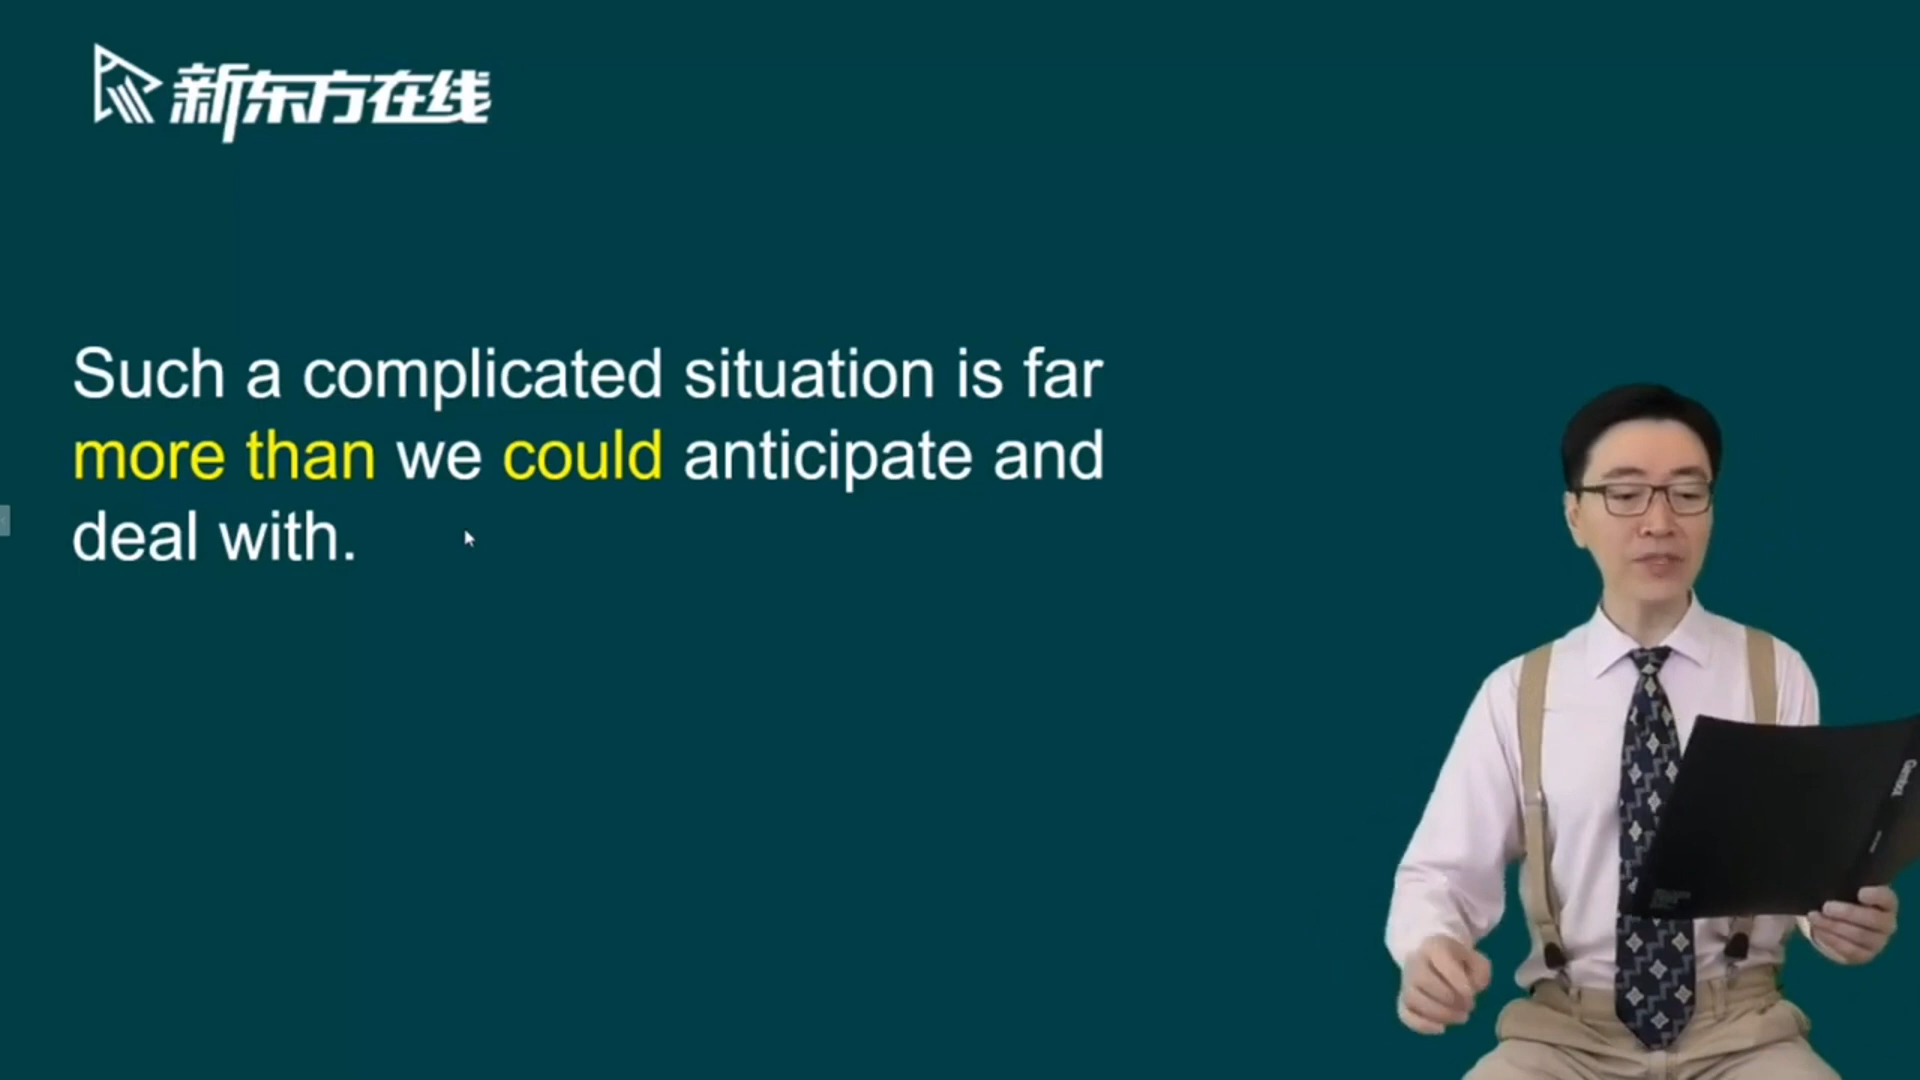 新东方在线
Such a complicated situation is far
more than we could anticipate and
deal with.